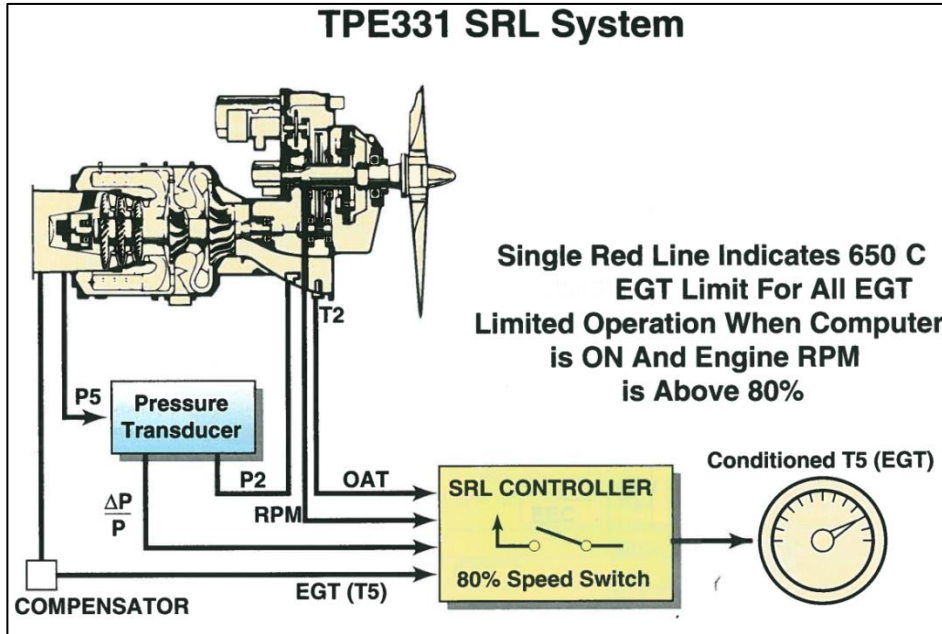 TPE331 SRL System
T2
Single Red Line Indicates 650 C
EGT Limit For All EGT
Limited Operation When Computer
is ON And Engine RPM
is Above 80%
P5
Pressure
Transducer
P2
ΔP
P
OAT
RPM
EGT (T5)
COMPENSATOR
SRL CONTROLLER
80% Speed Switch
Conditioned T5 (EGT)